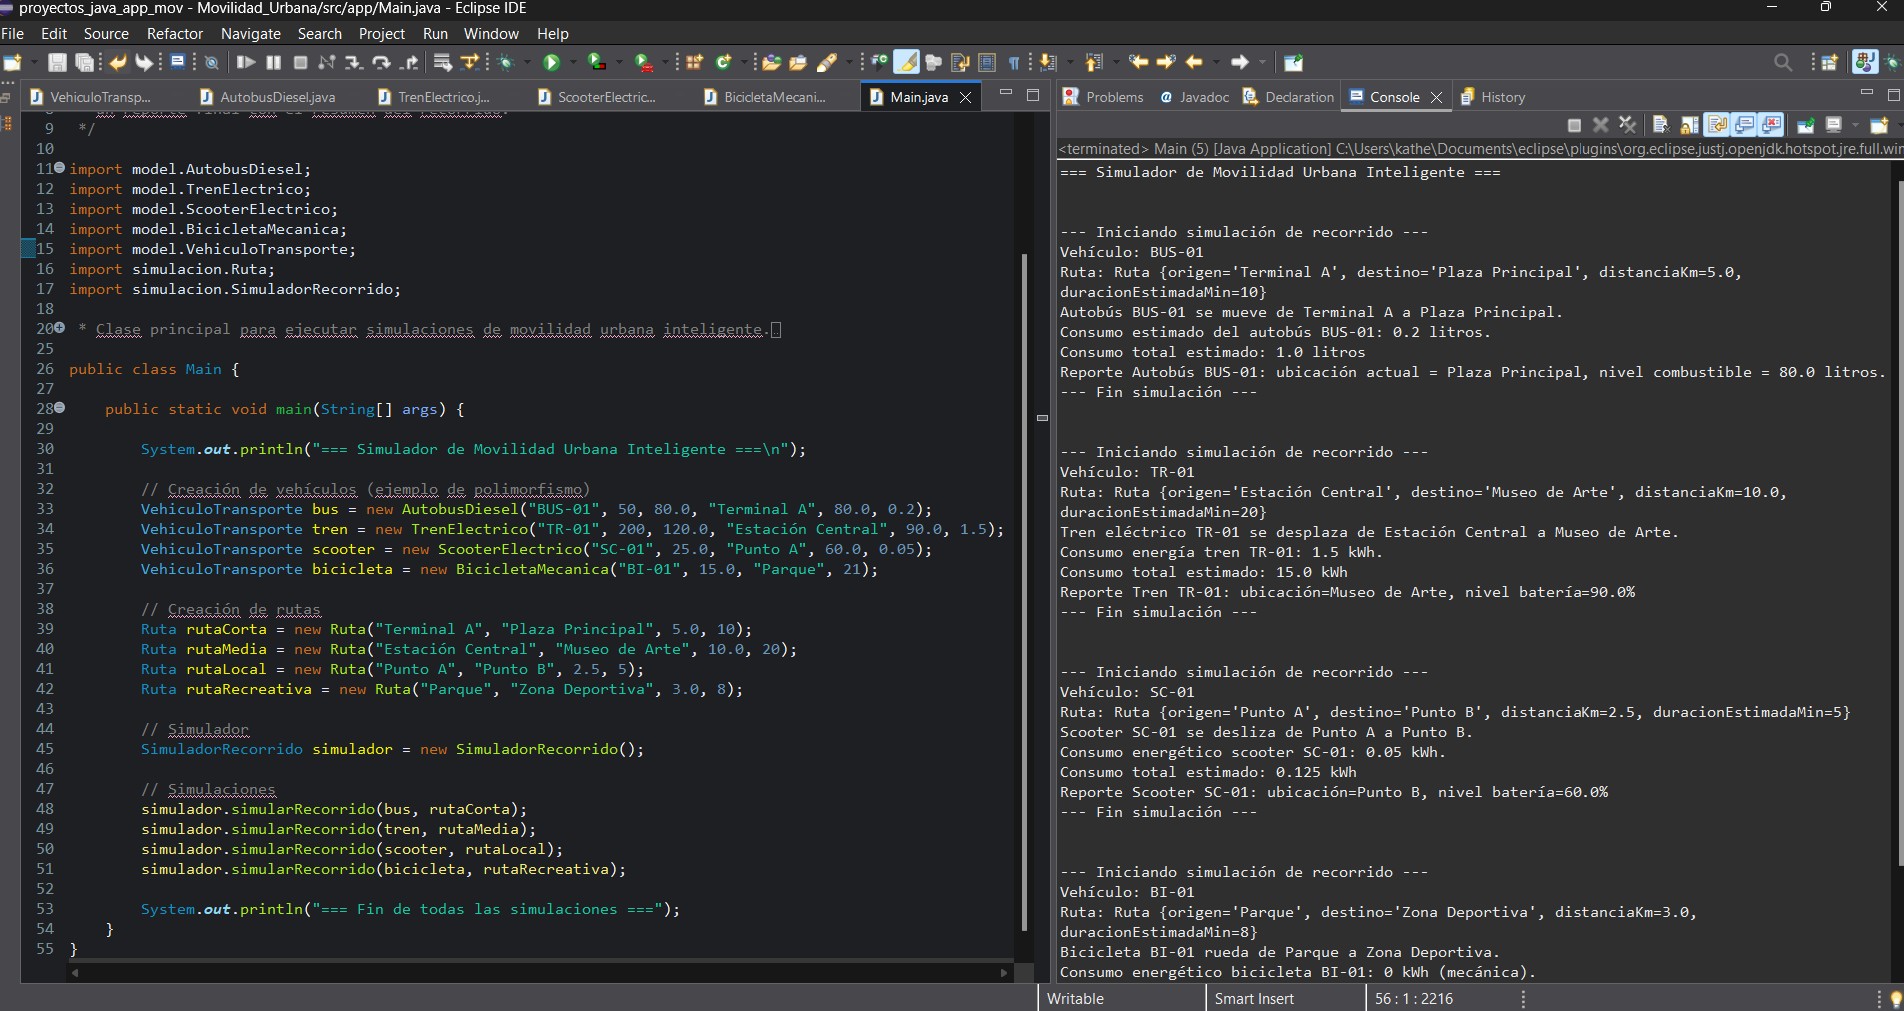 proyectos_java_app_mov - Movilidad_Urbana/src/app/Main.java - Eclipse IDE
File Edit Source Refactor Navigate Search Project Run Window Help
VehiculoTransp... AutobusDiesel.java TrenElectrico.j... ScooterElectric... BicicletaMecani... Main.java
9 */
10
11 import model.AutobusDiesel;
12 import model.TrenElectrico;
13 import model.ScooterElectrico;
14 import model.BicicletaMecanica;
15 import model.VehiculoTransporte;
16 import simulacion.Ruta;
17 import simulacion.SimuladorRecorrido;
18
20 * Clase principal para ejecutar simulaciones de movilidad urbana inteligente.
25
26 public class Main {
27
28 public static void main(String[] args) {
29
30 System.out.println("=== Simulador de Movilidad Urbana Inteligente ===\n");
31
32 // Creación de vehículos (ejemplo de polimorfismo)
33 VehiculoTransporte bus = new AutobusDiesel("BUS-01", 50, 80.0, "Terminal A", 80.0, 0.2);
34 VehiculoTransporte tren = new TrenElectrico("TR-01", 200, 120.0, "Estación Central", 90.0, 1.5);
35 VehiculoTransporte scooter = new ScooterElectrico("SC-01", 25.0, "Punto A", 60.0, 0.05);
36 VehiculoTransporte bicicleta = new BicicletaMecanica("BI-01", 15.0, "Parque", 21);
37
38 // Creación de rutas
39 Ruta rutaCorta = new Ruta("Terminal A", "Plaza Principal", 5.0, 10);
40 Ruta rutaMedia = new Ruta("Estación Central", "Museo de Arte", 10.0, 20);
41 Ruta rutaLocal = new Ruta("Punto A", "Punto B", 2.5, 5);
42 Ruta rutaRecreativa = new Ruta("Parque", "Zona Deportiva", 3.0, 8);
43
44 // Simulador
45 SimuladorRecorrido simulador = new SimuladorRecorrido();
46
47 // Simulaciones
48 simulador.simularRecorrido(bus, rutaCorta);
49 simulador.simularRecorrido(tren, rutaMedia);
50 simulador.simularRecorrido(scooter, rutaLocal);
51 simulador.simularRecorrido(bicicleta, rutaRecreativa);
52
53 System.out.println("=== Fin de todas las simulaciones ===");
54 }
55 }
Problems Javadoc Declaration Console History
<terminated> Main (5) [Java Application] C:\Users\kathe\Documents\eclipse\plugins\org.eclipse.justj.openjdk.hotspot.jre.full.win
=== Simulador de Movilidad Urbana Inteligente ===
--- Iniciando simulación de recorrido ---
Vehículo: BUS-01
Ruta: Ruta {origen='Terminal A', destino='Plaza Principal', distanciaKm=5.0,
duracionEstimadaMin=10}
Autobús BUS-01 se mueve de Terminal A a Plaza Principal.
Consumo estimado del autobús BUS-01: 0.2 litros.
Consumo total estimado: 1.0 litros
Reporte Autobús BUS-01: ubicación actual = Plaza Principal, nivel combustible = 80.0 litros.
--- Fin simulación ---
--- Iniciando simulación de recorrido ---
Vehículo: TR-01
Ruta: Ruta {origen='Estación Central', destino='Museo de Arte', distanciaKm=10.0,
duracionEstimadaMin=20}
Tren eléctrico TR-01 se desplaza de Estación Central a Museo de Arte.
Consumo energía tren TR-01: 1.5 kWh.
Consumo total estimado: 15.0 kWh
Reporte Tren TR-01: ubicación=Museo de Arte, nivel batería=90.0%
--- Fin simulación ---
--- Iniciando simulación de recorrido ---
Vehículo: SC-01
Ruta: Ruta {origen='Punto A', destino='Punto B', distanciaKm=2.5, duracionEstimadaMin=5}
Scooter SC-01 se desliza de Punto A a Punto B.
Consumo energético scooter SC-01: 0.05 kWh.
Consumo total estimado: 0.125 kWh
Reporte Scooter SC-01: ubicación=Punto B, nivel batería=60.0%
--- Fin simulación ---
--- Iniciando simulación de recorrido ---
Vehículo: BI-01
Ruta: Ruta {origen='Parque', destino='Zona Deportiva', distanciaKm=3.0,
duracionEstimadaMin=8}
Bicicleta BI-01 rueda de Parque a Zona Deportiva.
Consumo energético bicicleta BI-01: 0 kWh (mecánica).
Writable Smart Insert 56 : 1 : 2216